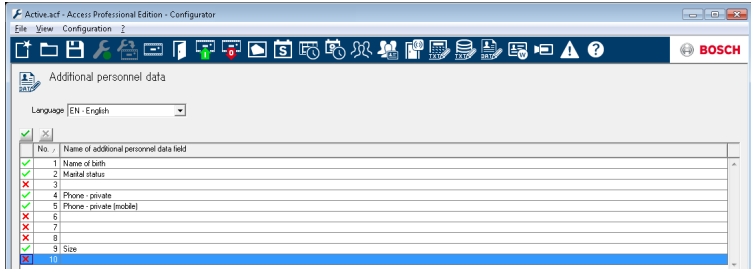 Active.acf - Access Professional Edition - Configurator
File View Configuration ?
BOSCH
Additional personnel data
Language EN - English
No. Name of additional personnel data field
1 Name of birth
2 Marital status
3
4 Phone - private
5 Phone - private (mobile)
6
7
8
9 Size
10